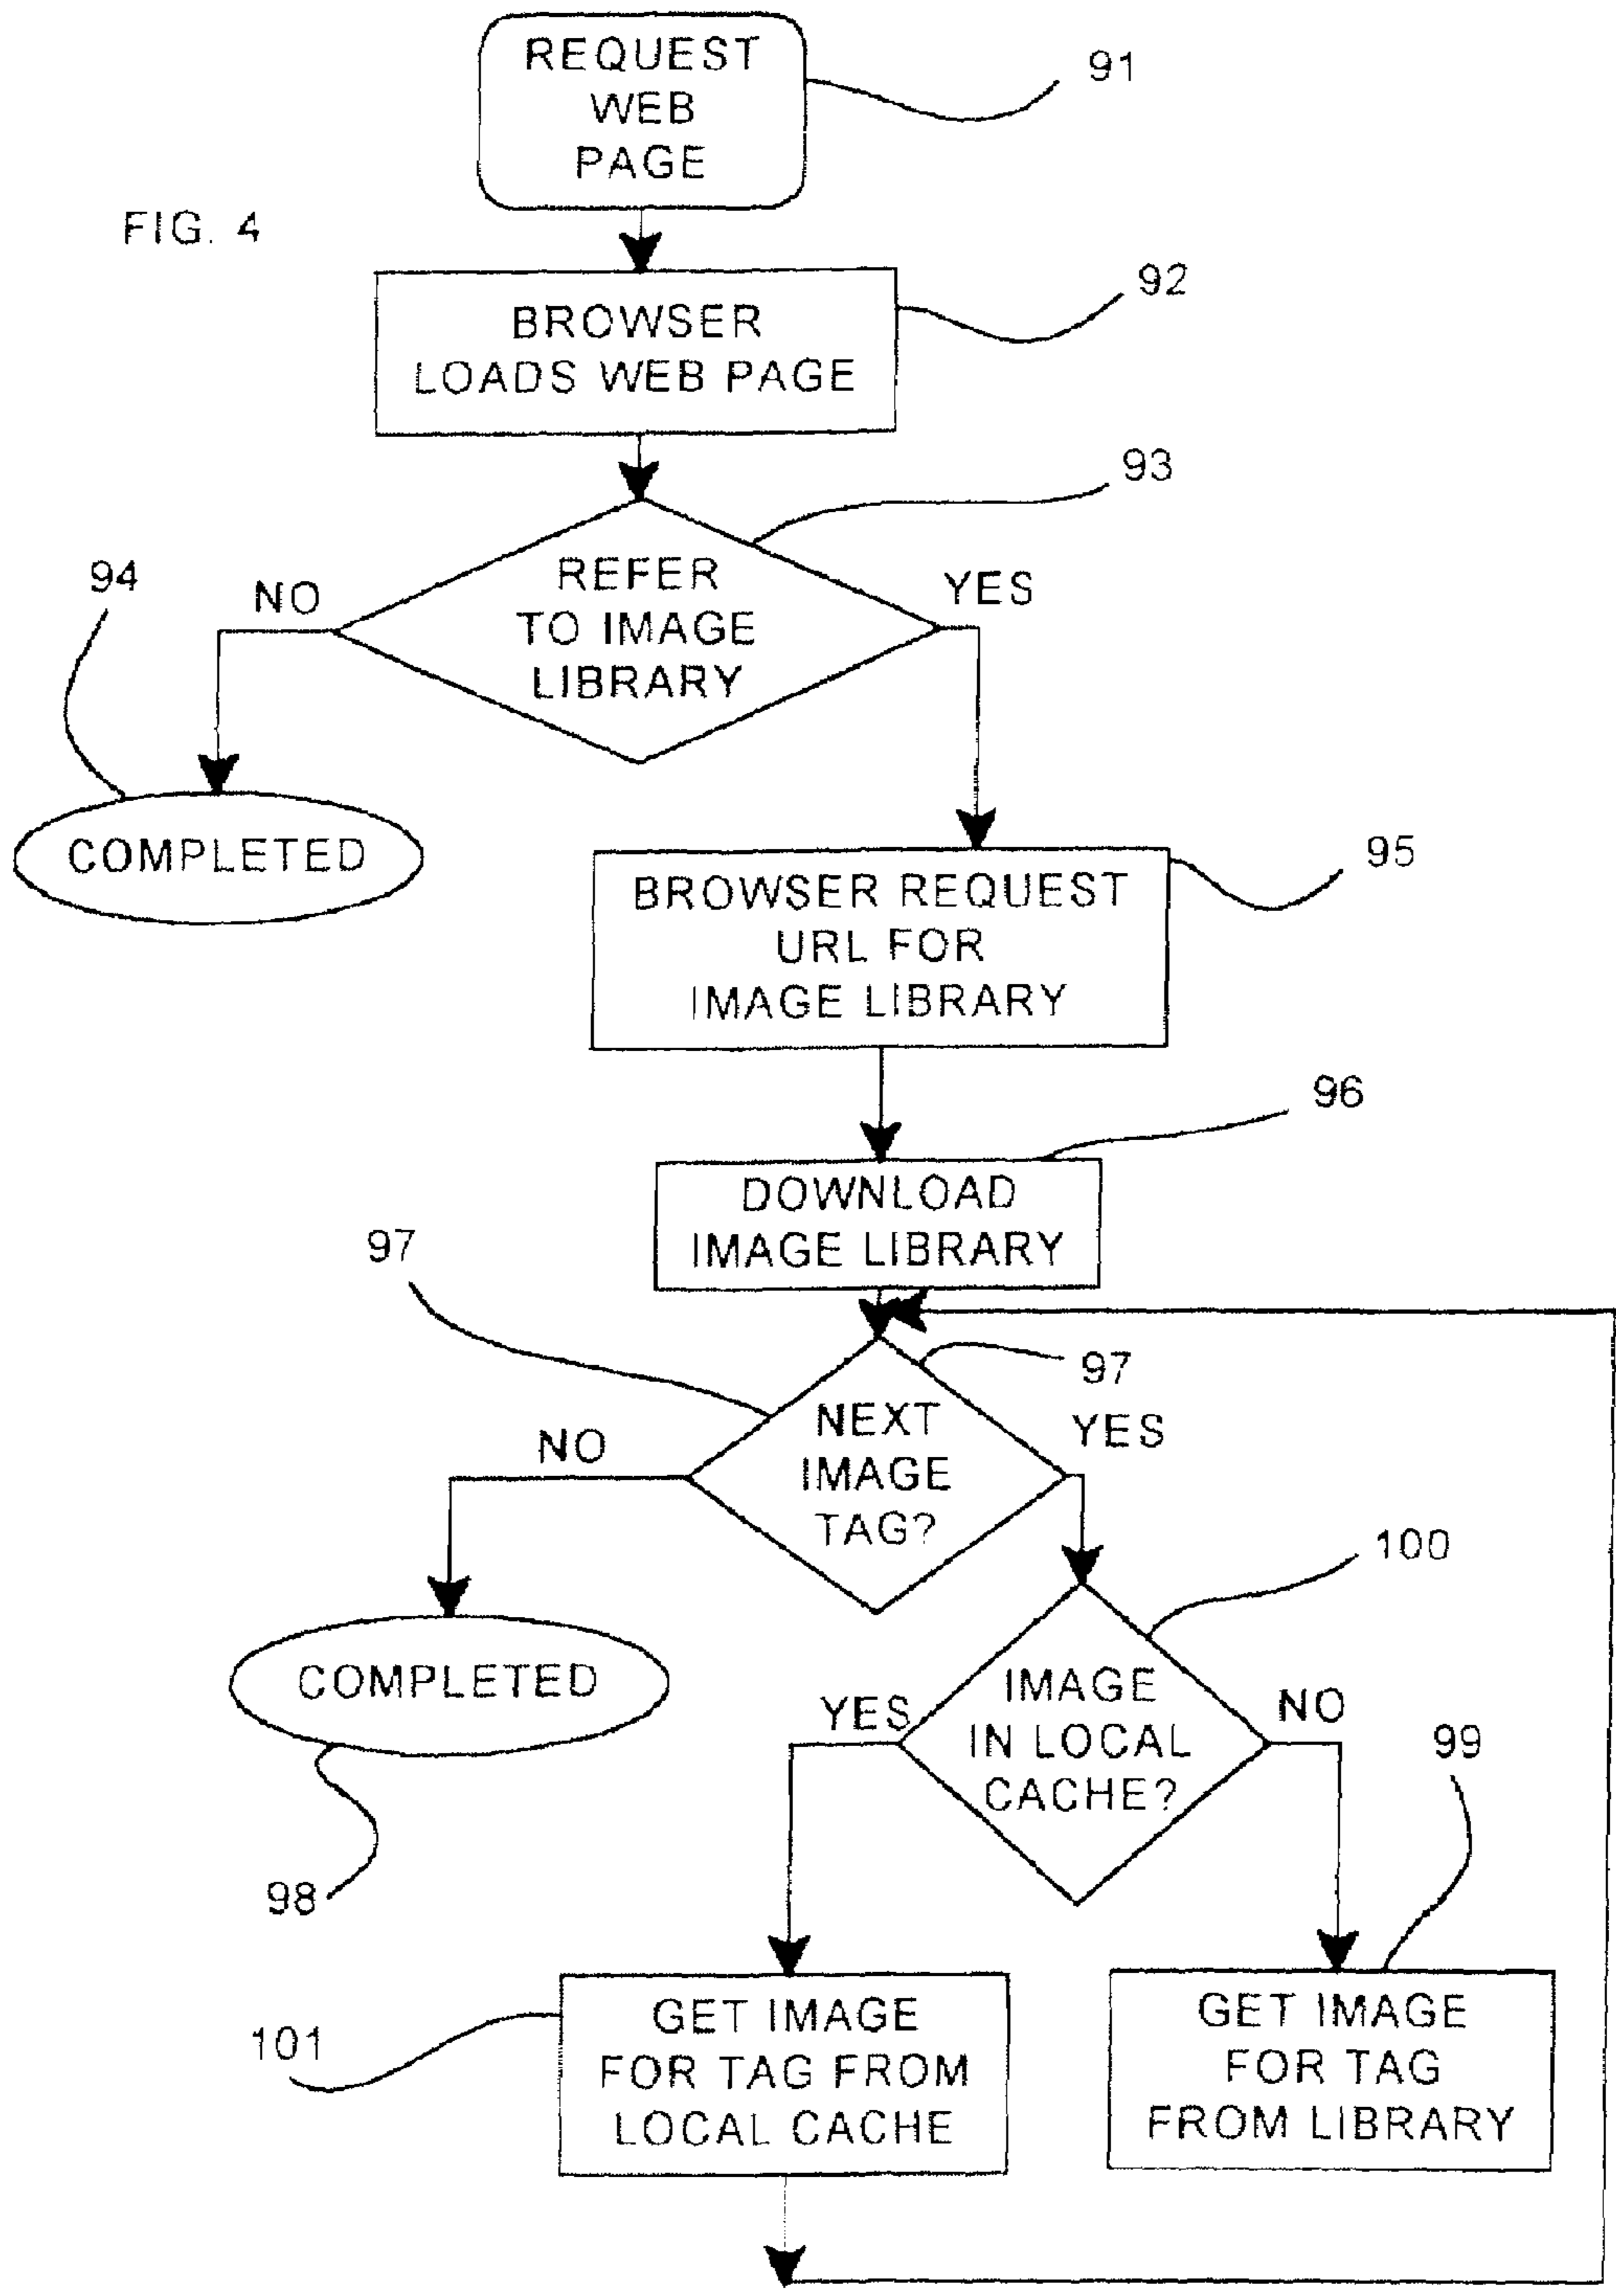 REQUEST
WEB
PAGE
91
FIG. 4
92
BROWSER
LOADS WEB PAGE
93
94
NO
YES
REFER
TO IMAGE
LIBRARY
COMPLETED
95
BROWSER REQUEST
URL FOR
IMAGE LIBRARY
96
DOWNLOAD
IMAGE LIBRARY
97
97
NEXT
IMAGE
TAG?
YES
NO
100
COMPLETED
IMAGE
IN LOCAL
CACHE?
YES
NO
99
98
GET IMAGE
FOR TAG FROM
LOCAL CACHE
101
GET IMAGE
FOR TAG
FROM LIBRARY